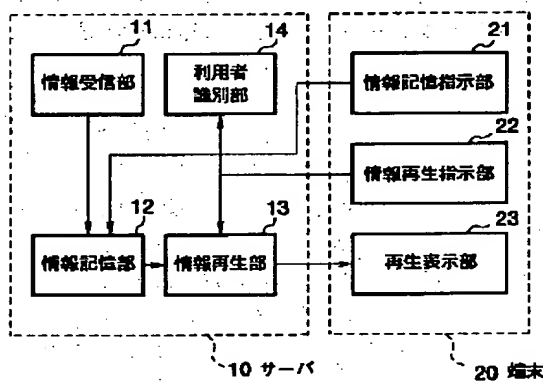 11
情報受信部
14
利用者
識別部
21
情報記憶指示部
22
情報再生指示部
12
情報記憶部
13
情報再生部
23
再生表示部
10 サーバ
20 端末